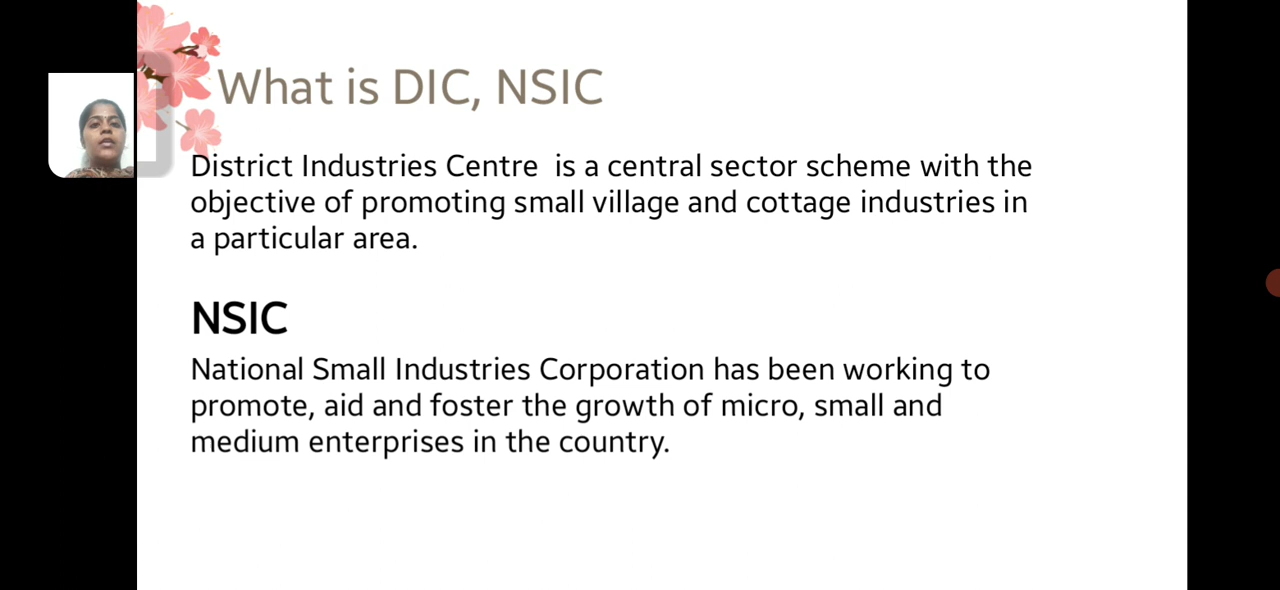 What is DIC, NSIC
District Industries Centre  is a central sector scheme with the
objective of promoting small village and cottage industries in
a particular area.
NSIC
National Small Industries Corporation has been working to
promote, aid and foster the growth of micro, small and
medium enterprises in the country.